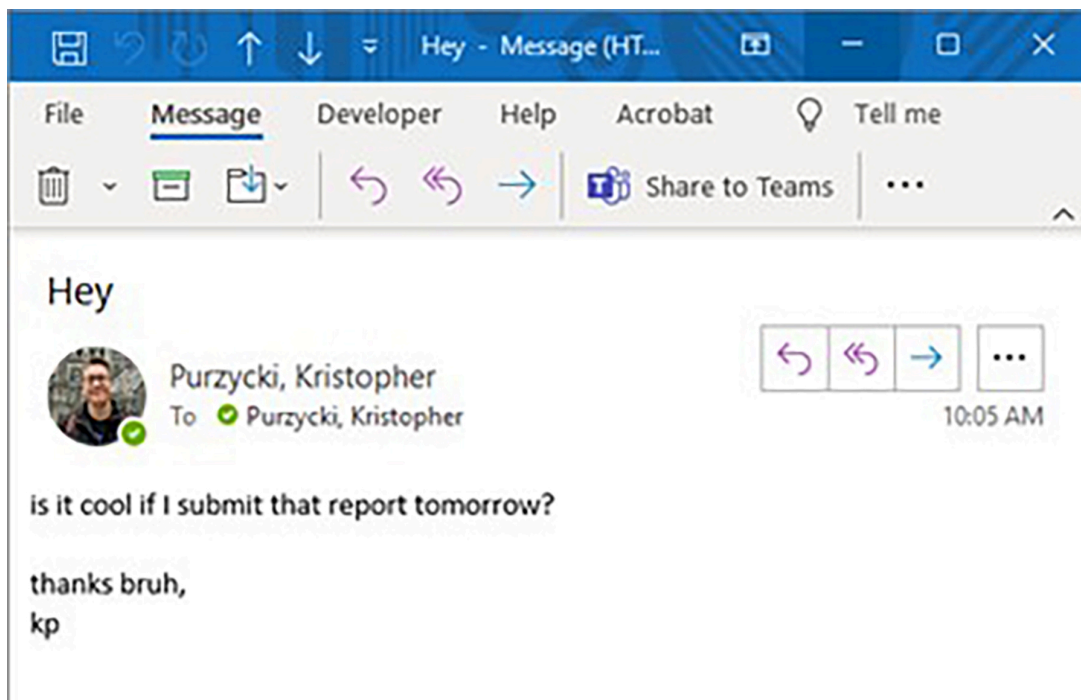 Hey - Message (HT...
File Message Developer Help Acrobat Tell me
Share to Teams
Hey
Purzycki, Kristopher
To Purzycki, Kristopher
10:05 AM
is it cool if I submit that report tomorrow?
thanks bruh,
kp